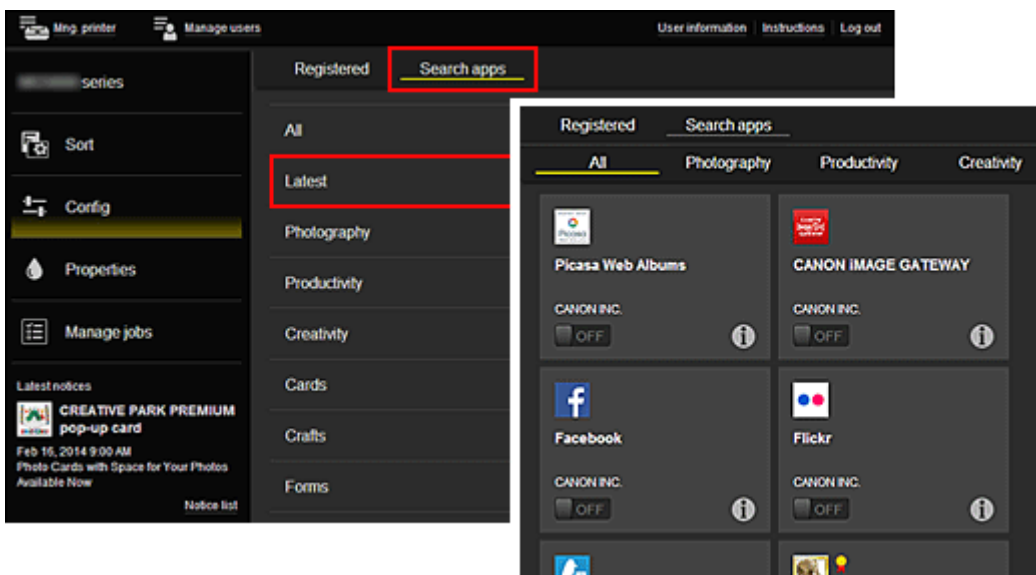 Mng. printer
Manage users
User information
Instructions
Log out
series
Registered
Search apps
Sort
Config
Properties
Manage jobs
Latest notices
CREATIVE PARK PREMIUM
pop-up card
Feb 16, 2014 9:00 AM
Photo Cards with Space for Your Photos
Available Now
Notice list
All
Latest
Photography
Productivity
Creativity
Cards
Crafts
Forms
Registered
Search apps
All
Photography
Productivity
Creativity
Picasa
Picasa Web Albums
CANON INC.
OFF
CANON iMAGE GATEWAY
CANON INC.
OFF
Facebook
CANON INC.
OFF
Flickr
CANON INC.
OFF